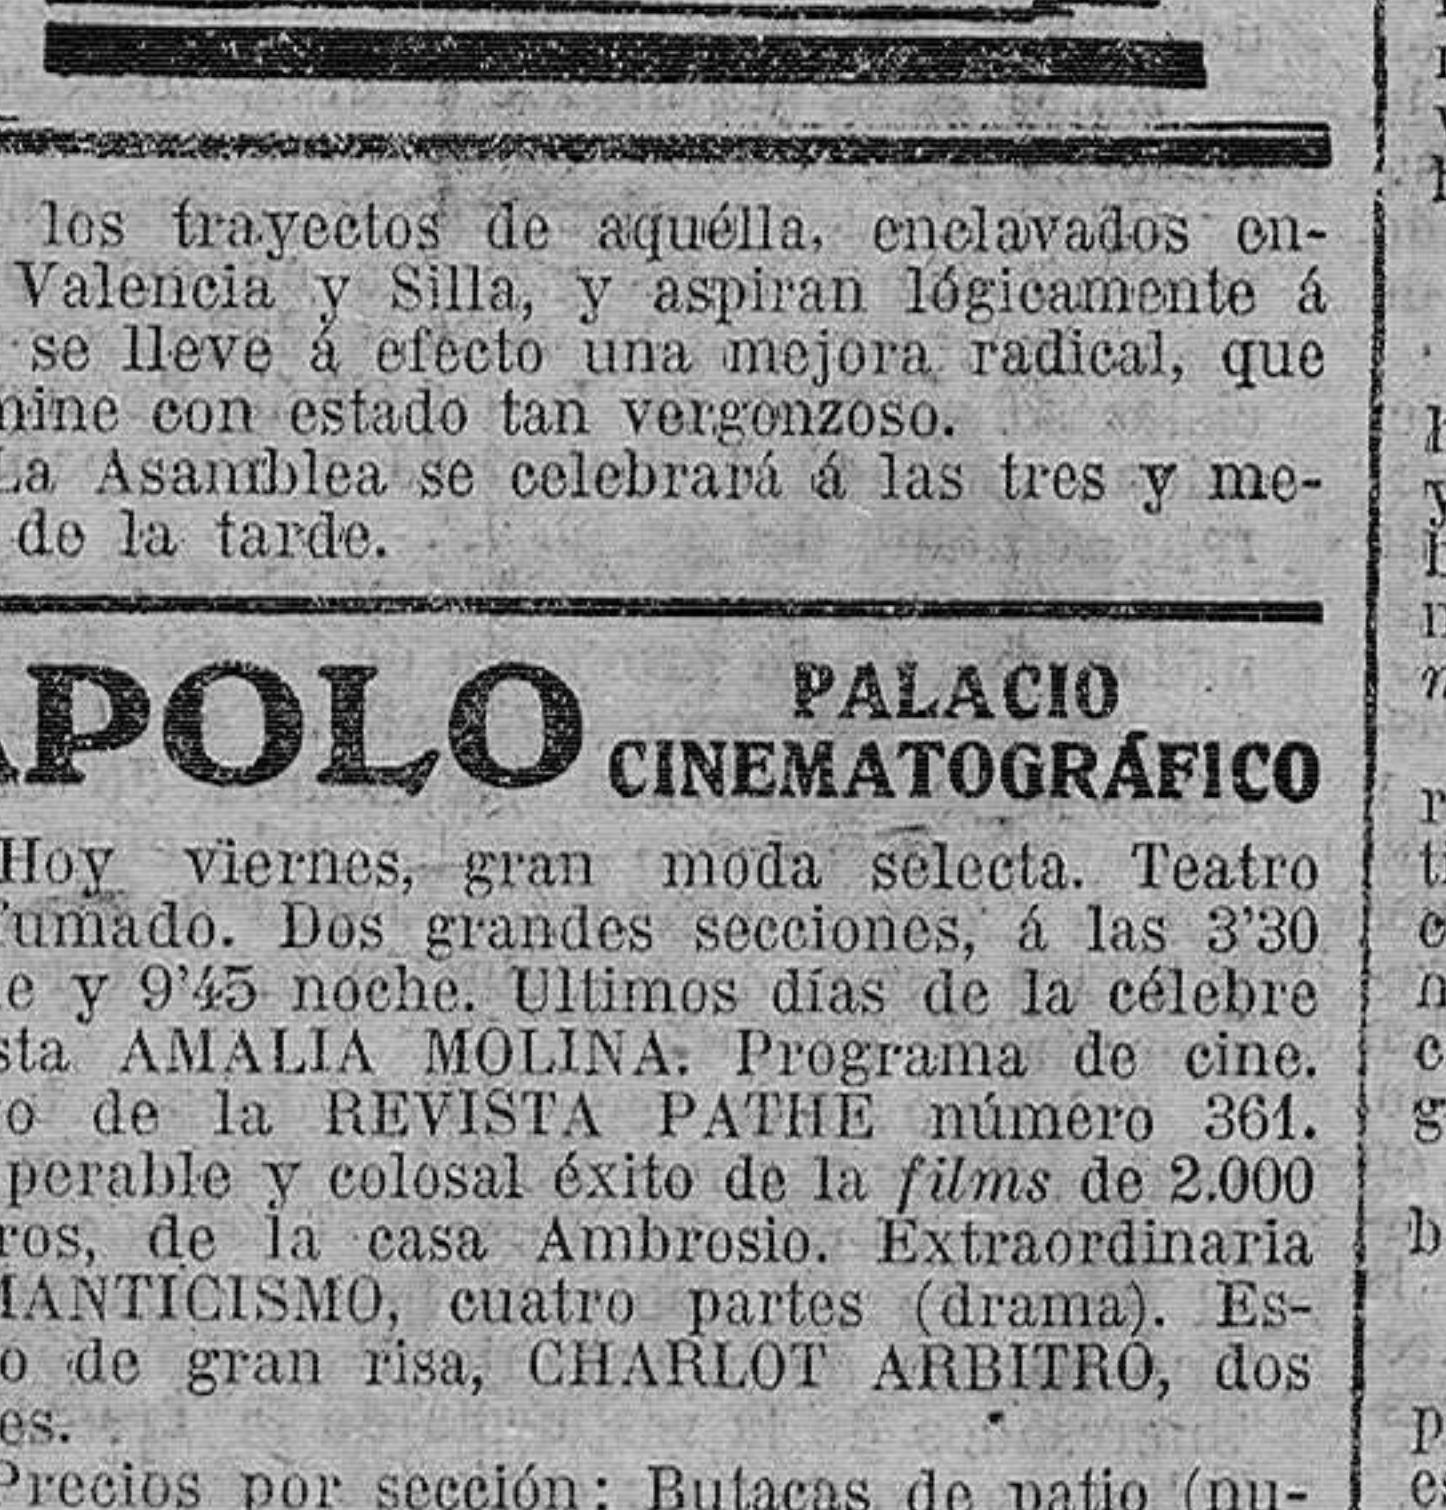 los trayectos de aquélla, enclavados en-
Valencia y Silla, y aspiran lógicamente á
se lleve á efecto una mejora radical, que
mine con estado tan vergonzoso.
La Asamblea se celebrará á las tres y me-
de la tarde.
APOLO PALACIO
CINEMATOGRÁFICO
Hoy viernes, gran moda selecta. Teatro
fumado. Dos grandes secciones, á las 3'30
e y 9'45 noche. Ultimos días de la célebre
sta AMALIA MOLINA. Programa de cine.
o de la REVISTA PATHE número 361.
perable y colosal éxito de la films de 2.000
ros, de la casa Ambrosio. Extraordinaria
MANTICISMO, cuatro partes (drama). Es-
o de gran risa, CHARLOT ARBITRO, dos
es.
Precios por sección: Butacas de patio (nu-